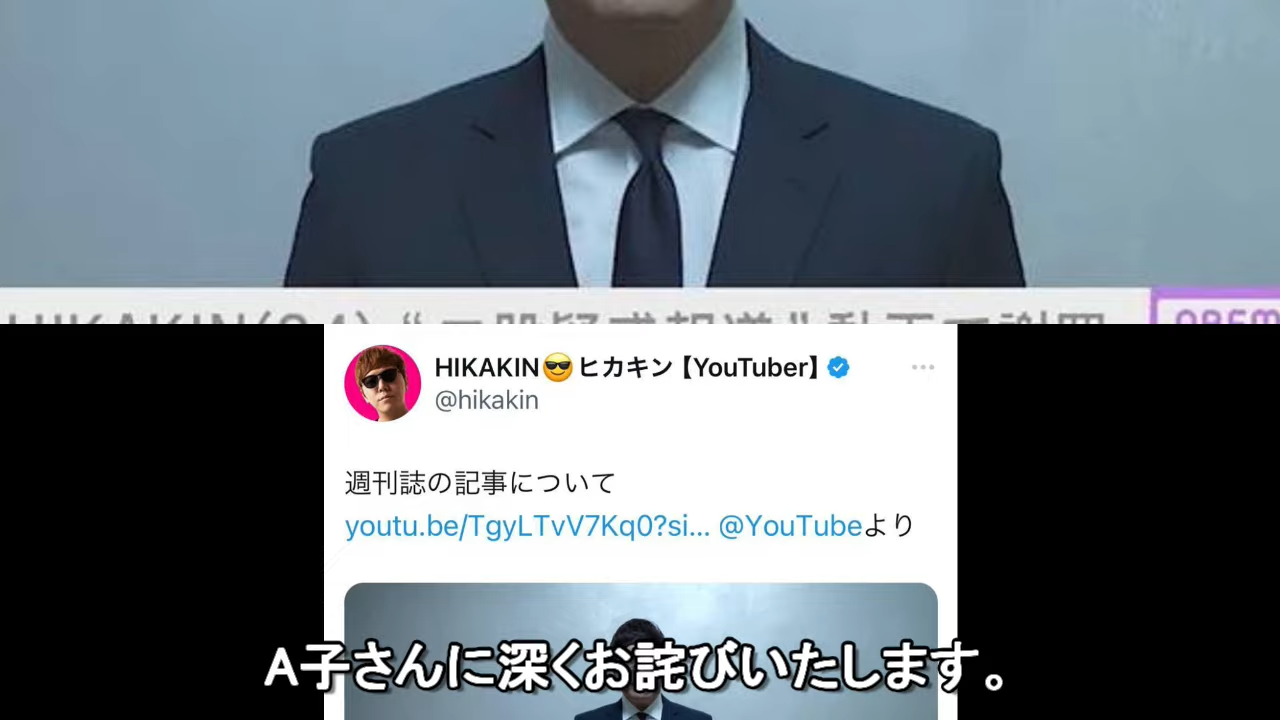 HIKAKIN😎ヒカキン【YouTuber】
@hikakin
週刊誌の記事について
youtu.be/TgyLTvV7Kq0?si... @YouTubeより
A子さんに深くお詫びいたします。